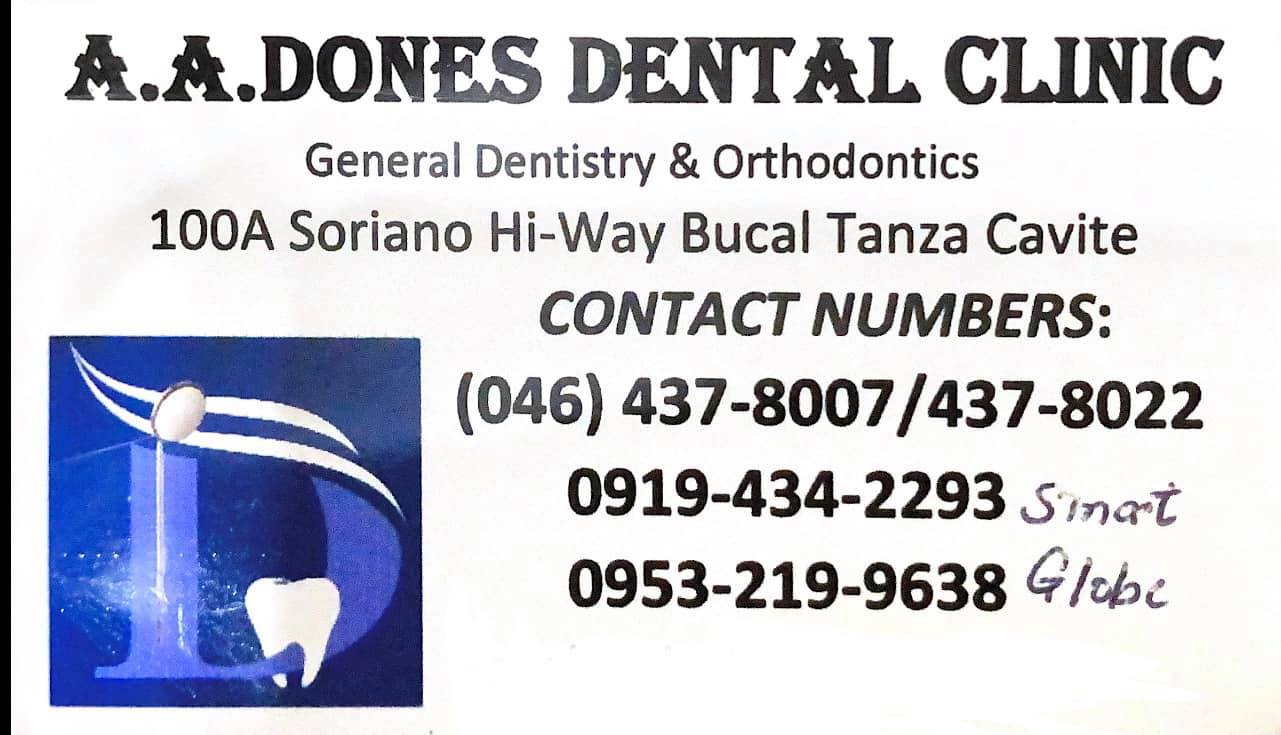 A.A.DONES DENTAL CLINIC
General Dentistry & Orthodontics
100A Soriano Hi-Way Bucal Tanza Cavite
CONTACT NUMBERS:
(046) 437-8007/437-8022
0919-434-2293 Smart
0953-219-9638 Globe
D